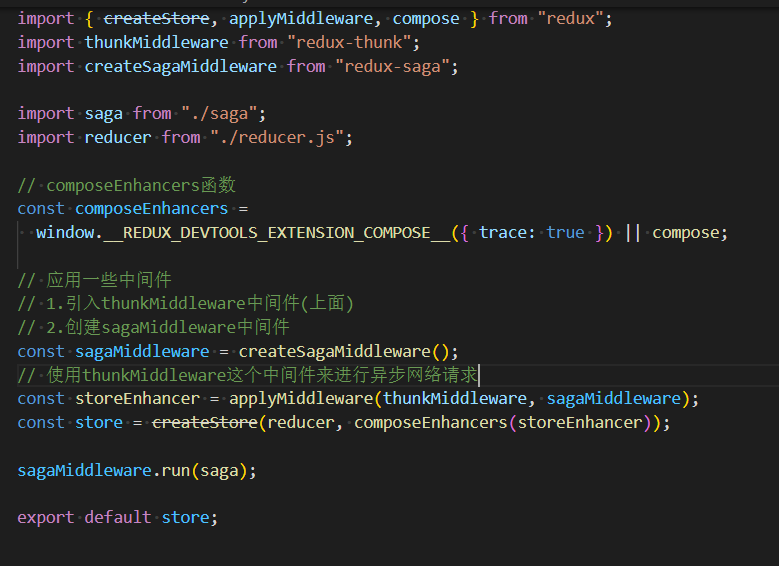 import { createStore, applyMiddleware, compose } from "redux";
import thunkMiddleware from "redux-thunk";
import createSagaMiddleware from "redux-saga";
import saga from "./saga";
import reducer from "./reducer.js";
// composeEnhancers函数
const composeEnhancers =
window.__REDUX_DEVTOOLS_EXTENSION_COMPOSE__({ trace: true }) || compose;
// 应用一些中间件
// 1.引入thunkMiddleware中间件(上面)
// 2.创建sagaMiddleware中间件
const sagaMiddleware = createSagaMiddleware();
// 使用thunkMiddleware这个中间件来进行异步网络请求
const storeEnhancer = applyMiddleware(thunkMiddleware, sagaMiddleware);
const store = createStore(reducer, composeEnhancers(storeEnhancer));
sagaMiddleware.run(saga);
export default store;